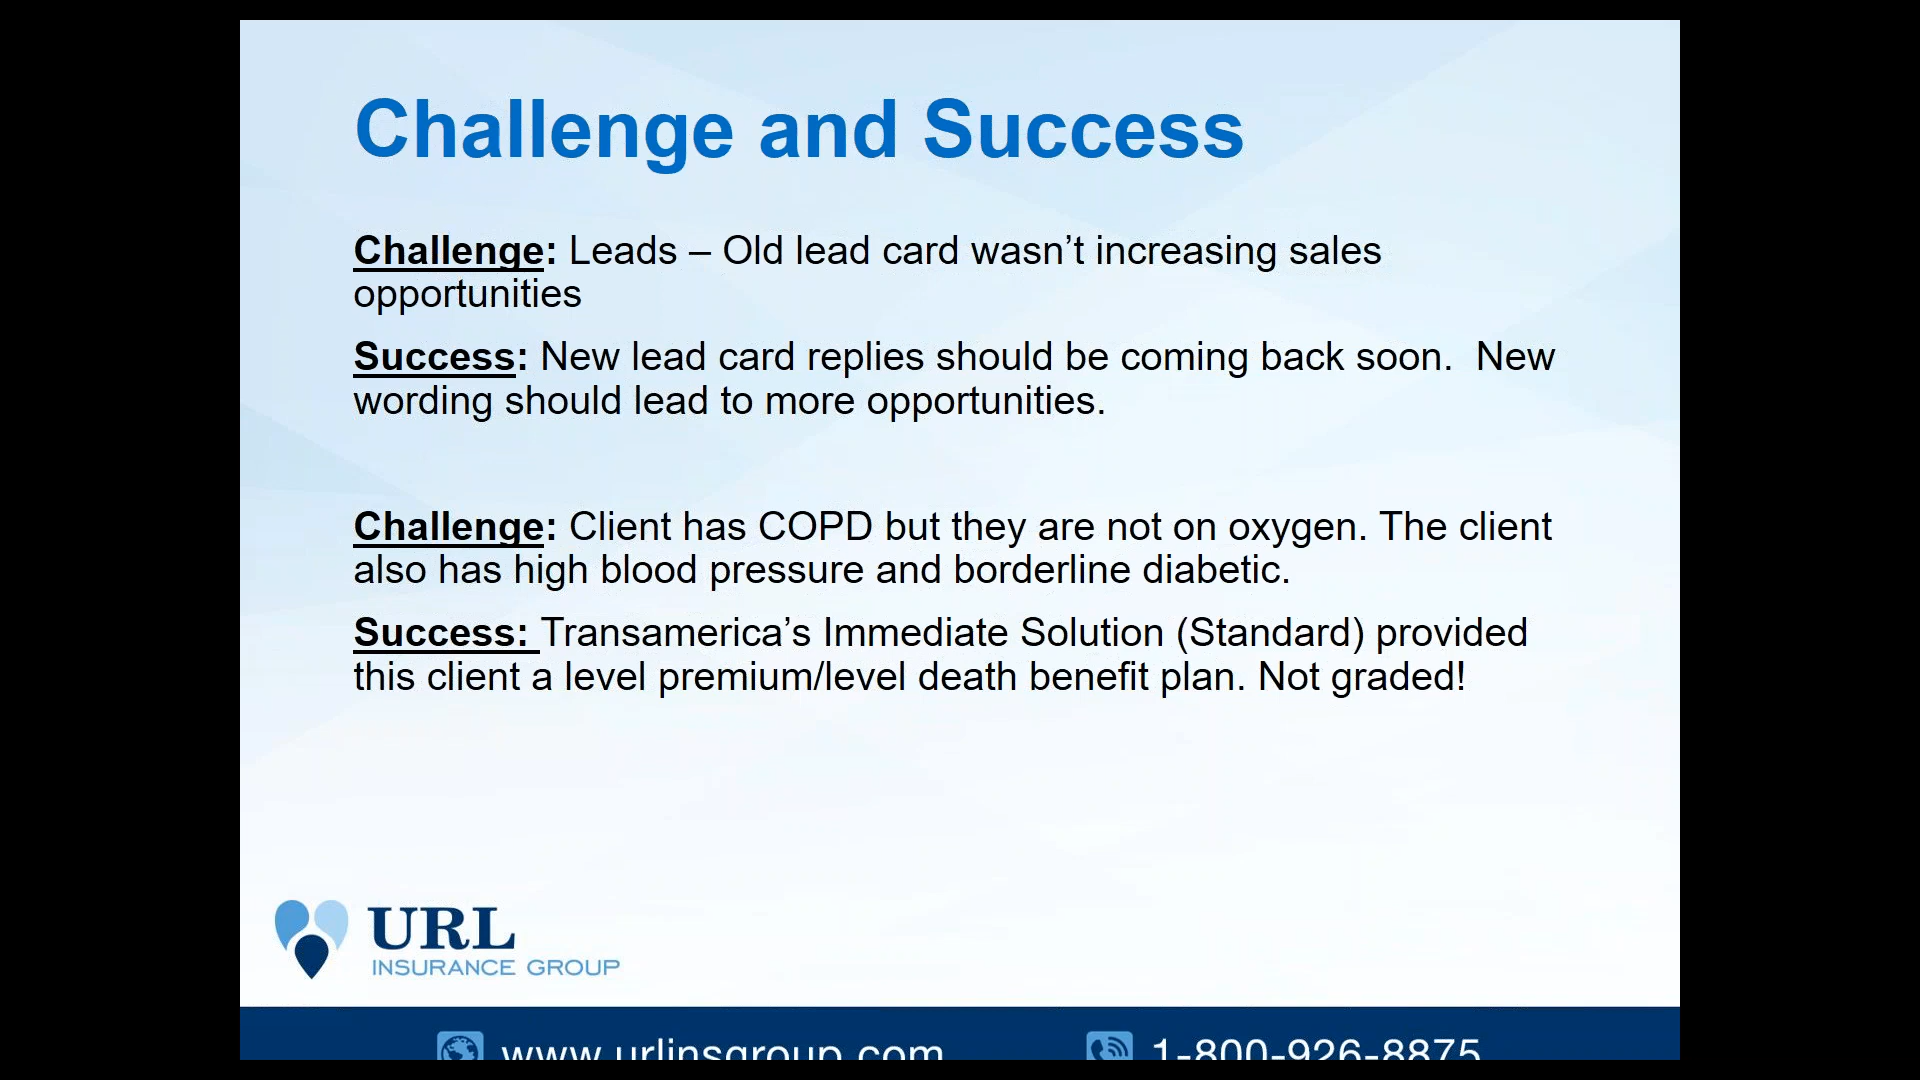 Challenge and Success
Challenge: Leads – Old lead card wasn’t increasing sales
opportunities
Success: New lead card replies should be coming back soon.  New
wording should lead to more opportunities.
Challenge: Client has COPD but they are not on oxygen. The client
also has high blood pressure and borderline diabetic.
Success: Transamerica’s Immediate Solution (Standard) provided
this client a level premium/level death benefit plan. Not graded!
URL
INSURANCE GROUP
www.urlinsgroup.com
1-800-926-8875